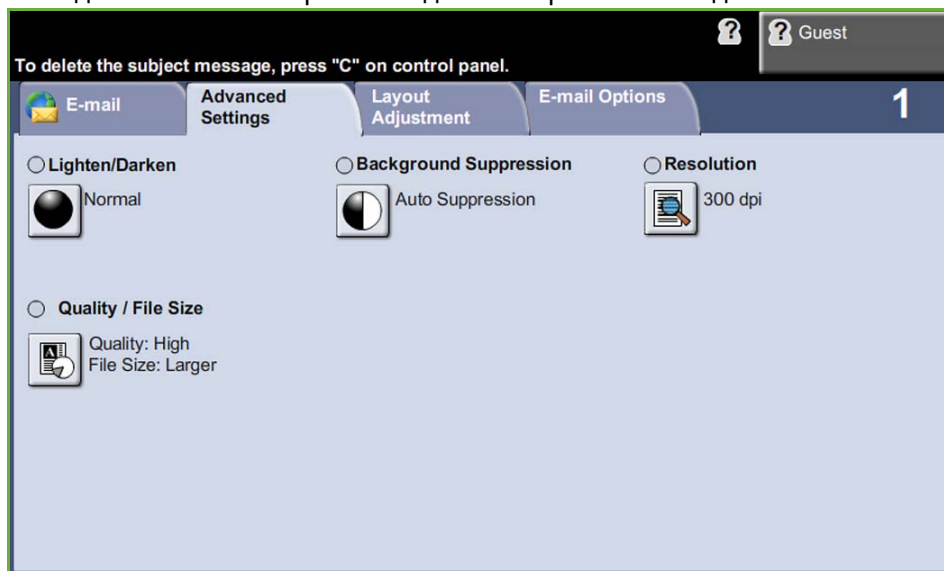 Guest
To delete the subject message, press "C" on control panel.
E-mail
Advanced
Settings
Layout
Adjustment
E-mail Options
1
Lighten/Darken
Normal
Background Suppression
Auto Suppression
Resolution
300 dpi
Quality / File Size
Quality: High
File Size: Larger